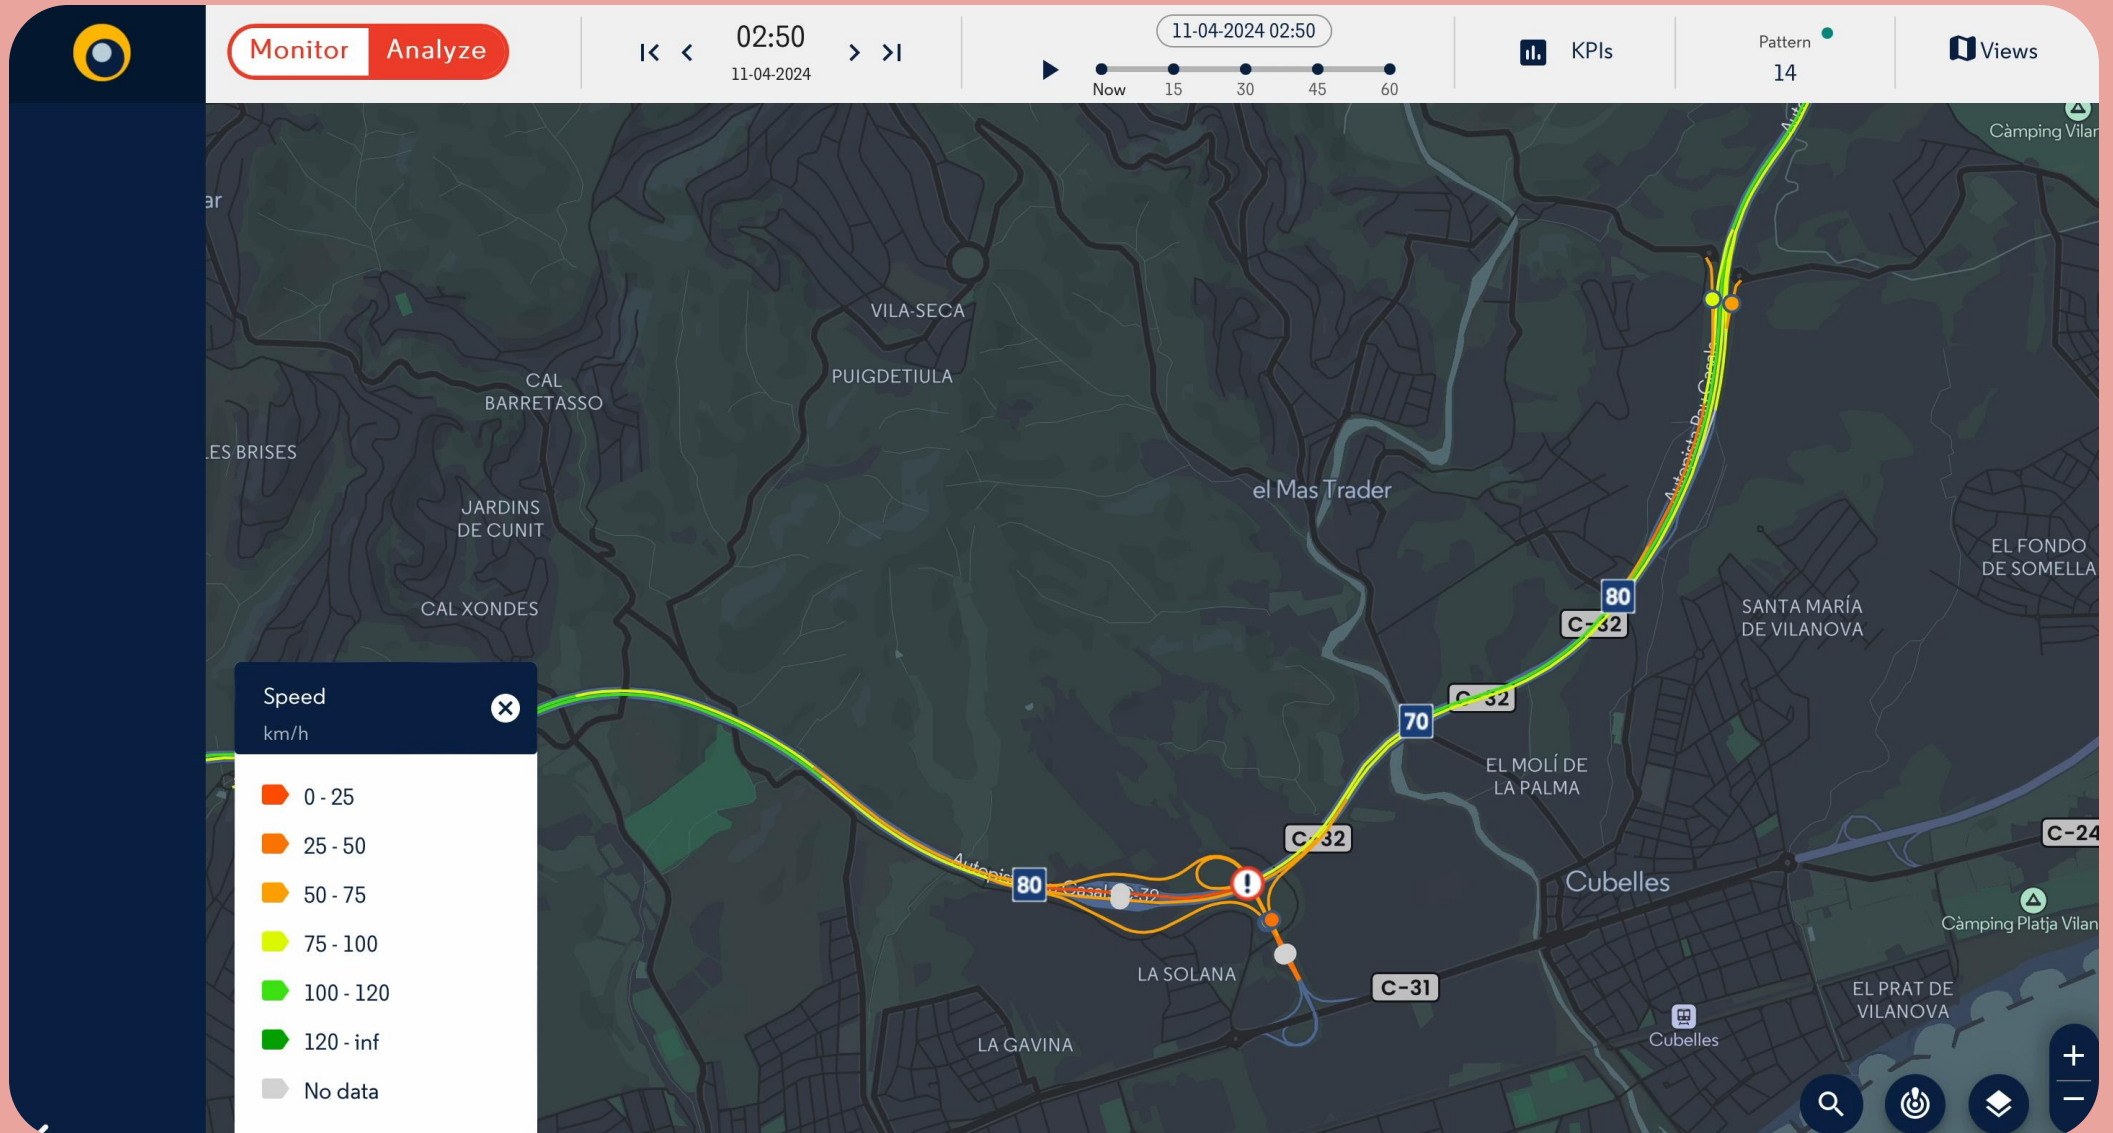 Monitor
Analyze
02:50
11-04-2024
11-04-2024 02:50
Now
15
30
45
60
KPIs
Pattern
14
Views
Càmping Vilar
ar
VILA-SECA
PUIGDETIULA
CAL
BARRETASSO
LES BRISES
JARDINS
DE CUNIT
CAL XONDES
el Mas Trader
Autopista Pau Casals
EL FONDO
DE SOMELLA
SANTA MARÍA
DE VILANOVA
80
C-32
C-32
70
EL MOLÍ DE
LA PALMA
C-32
C-24
80
Cubelles
Càmping Platja Vilan
LA SOLANA
C-31
EL PRAT DE
VILANOVA
LA GAVINA
Cubelles
Speed
km/h
0 - 25
25 - 50
50 - 75
75 - 100
100 - 120
120 - inf
No data